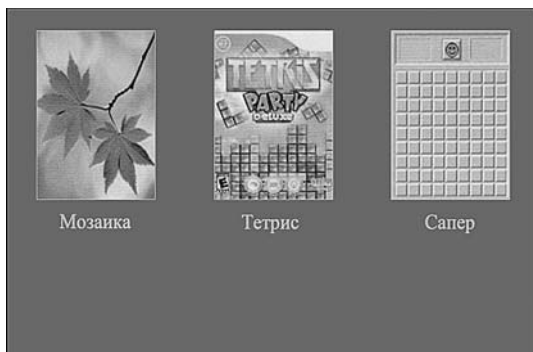 TETRIS
PARTY
DELUXE
E
Мозаика
Тетрис
Сапер